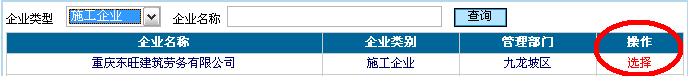 企业类型 施工企业 企业名称 查询
企业名称 企业类别 管理部门 操作
重庆东旺建筑劳务有限公司 施工企业 九龙坡区 选择